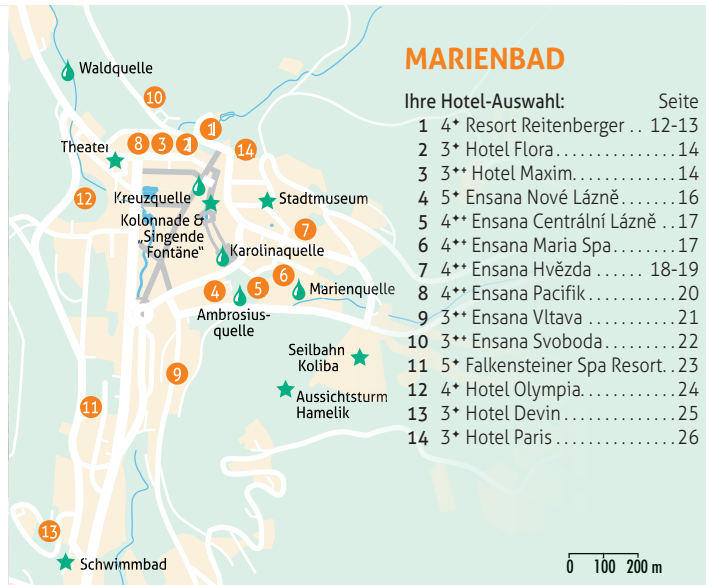 MARIENBAD
Ihre Hotel-Auswahl: Seite
1 4+ Resort Reitenberger .. 12-13
2 3+ Hotel Flora.............. 14
3 3++ Hotel Maxim............ 14
4 5+ Ensana Nové Lázně....... 16
5 4++ Ensana Centrální Lázně .. 17
6 4++ Ensana Maria Spa........ 17
7 4++ Ensana Hvězda ...... 18-19
8 4++ Ensana Pacifik........... 20
9 3++ Ensana Vltava........... 21
10 3++ Ensana Svoboda......... 22
11 5+ Falkensteiner Spa Resort.. 23
12 4+ Hotel Olympia........... 24
13 3+ Hotel Devin............. 25
14 3+ Hotel Paris ............. 26
Waldquelle
10
1
Theater
8
3
2
14
12
Kreuzquelle
Kolonnade &
„Singende
Fontäne“
Stadtmuseum
7
Karolinaquelle
4
5
6
Marienquelle
Ambrosius-
quelle
9
Seilbahn
Koliba
Aussichtsturm
Hamelik
11
13
Schwimmbad
0 100 200 m